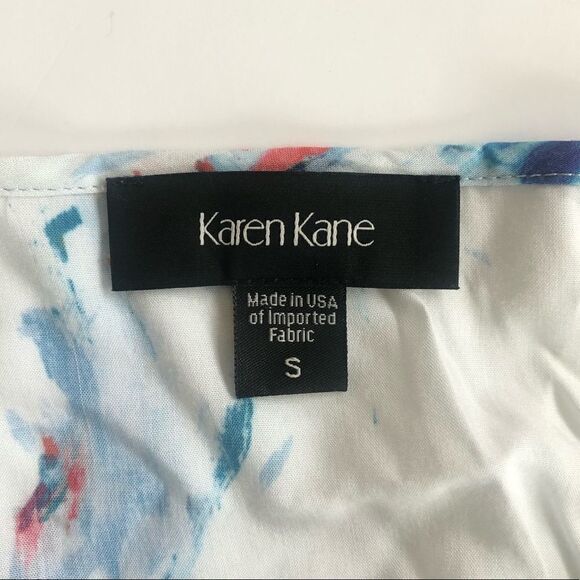 Karen Kane
Made in USA
of Imported
Fabric
S